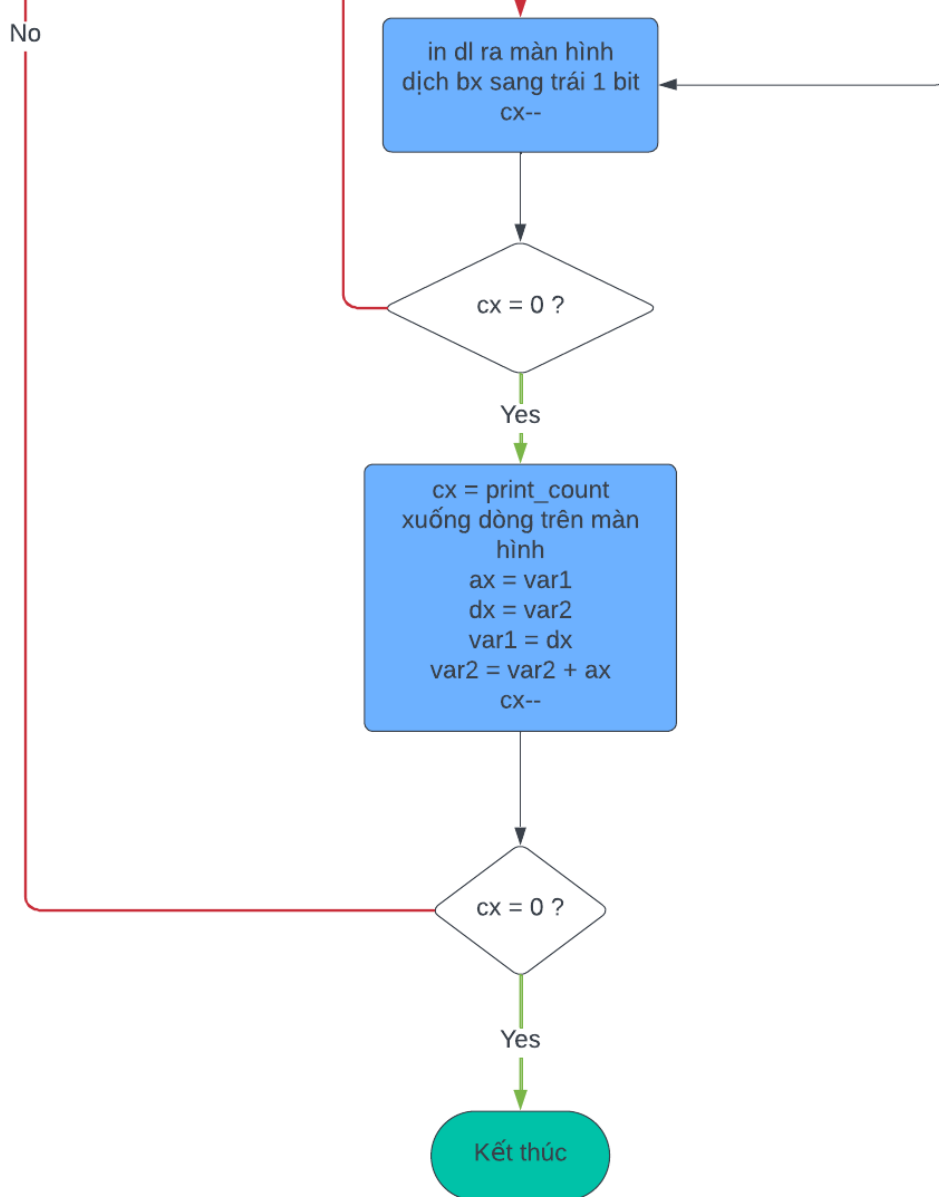 No
in dl ra màn hình
dịch bx sang trái 1 bit
cx--
cx = 0 ?
Yes
cx = print_count
xuống dòng trên màn
hình
ax = var1
dx = var2
var1 = dx
var2 = var2 + ax
cx--
cx = 0 ?
Yes
Kết thúc